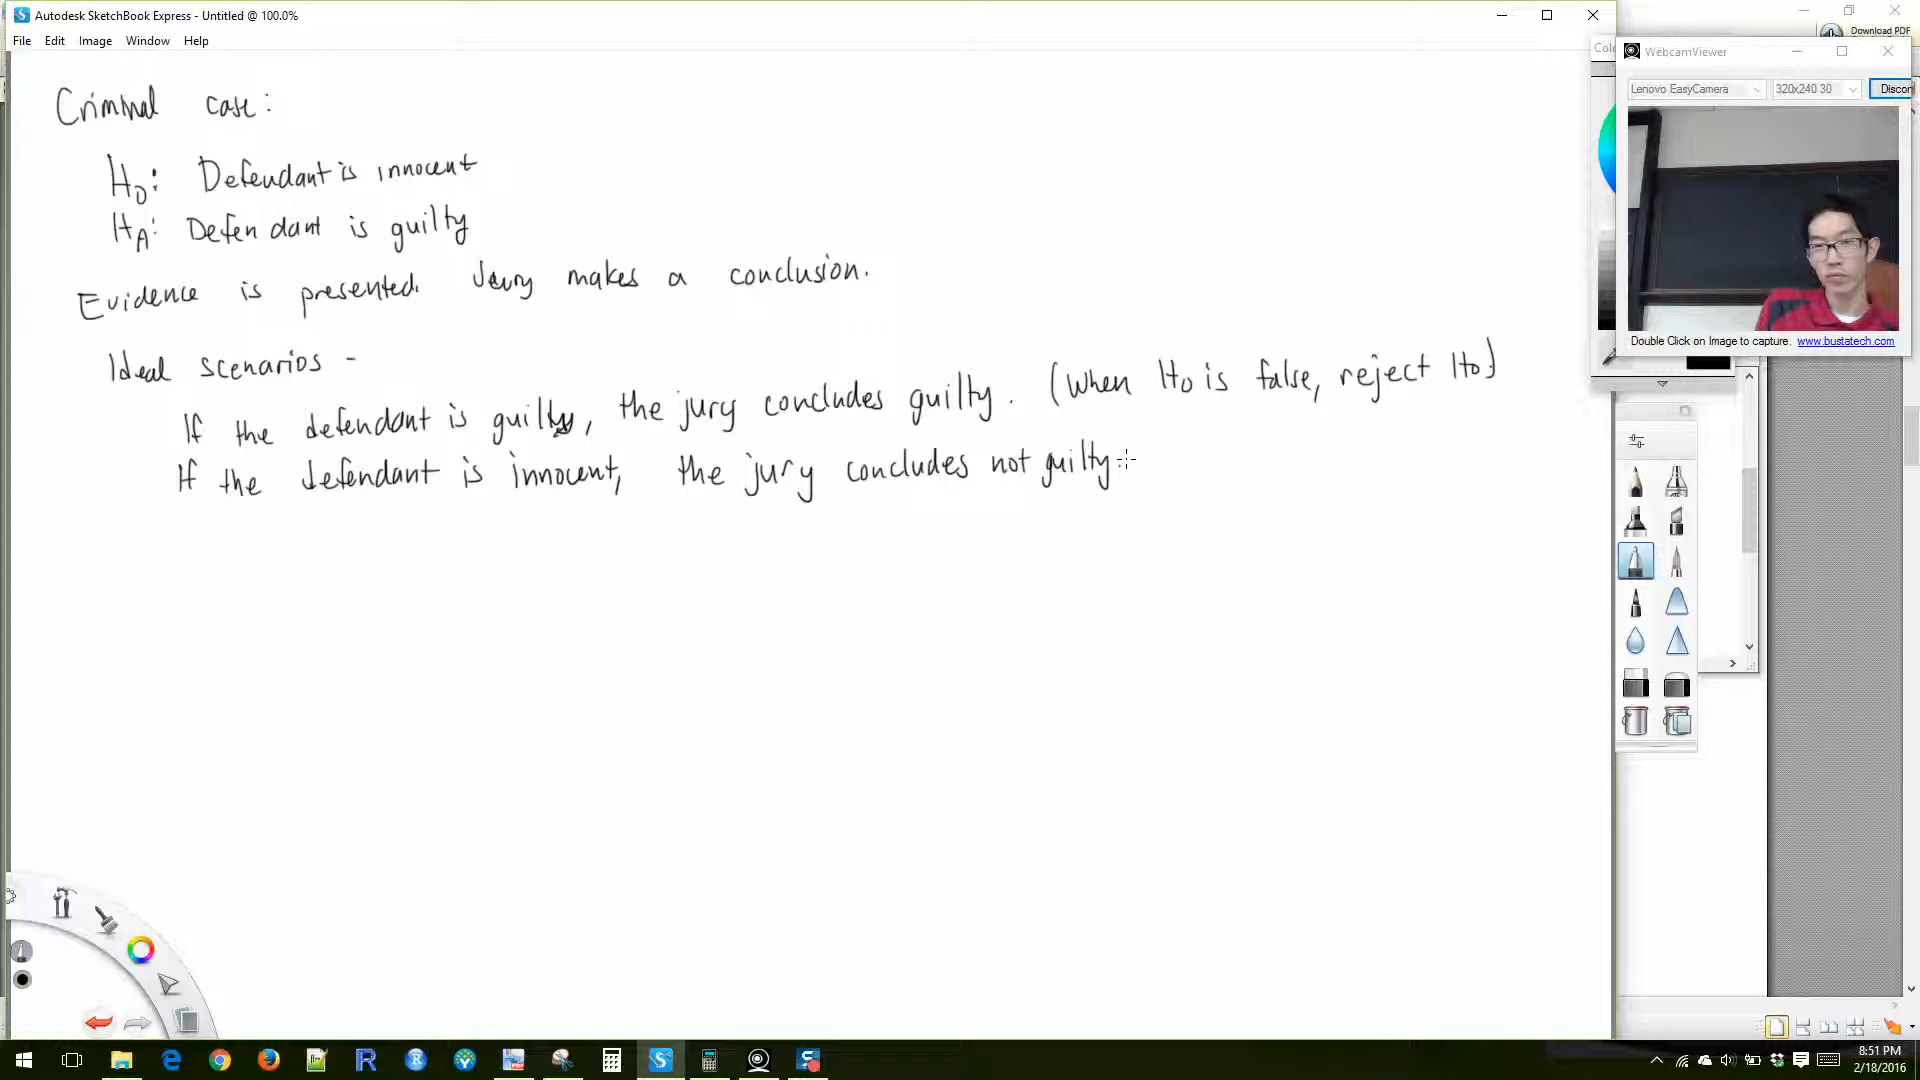 Autodesk SketchBook Express - Untitled @ 100.0%
File Edit Image Window Help
Download PDF
WebcamViewer
Lenovo EasyCamera 320x240 30 Discon
Double Click on Image to capture. www.bustatech.com
Criminal case:
H0: Defendant is innocent
HA: Defendant is guilty
Evidence is presented. Jury makes a conclusion.
Ideal scenarios -
If the defendant is guilty, the jury concludes guilty. (When H0 is false, reject H0)
If the defendant is innocent, the jury concludes not guilty.
8:51 PM
2/18/2016